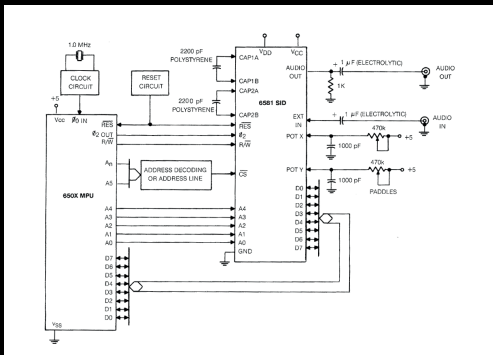 1.0 MHz
CLOCK
CIRCUIT
RESET
CIRCUIT
+5
Vcc
Ø0 IN
RES
Ø2 OUT
R/W
An
A5
ADDRESS DECODING
OR ADDRESS LINE
650X MPU
A4
A3
A2
A1
A0
D7
D6
D5
D4
D3
D2
D1
D0
VSS
2200 pF
POLYSTYRENE
2200 pF
POLYSTYRENE
VDD
VCC
CAP1A
CAP1B
CAP2A
CAP2B
6581 SID
RES
Ø2
R/W
CS
A4
A3
A2
A1
A0
GND
AUDIO
OUT
EXT
IN
POT X
POT Y
D0
D1
D2
D3
D4
D5
D6
D7
+ 1 µF (ELECTROLYTIC)
1K
AUDIO
OUT
+ 1 µF (ELECTROLYTIC)
AUDIO
IN
470k
+5
1000 pF
470k
+5
1000 pF
PADDLES